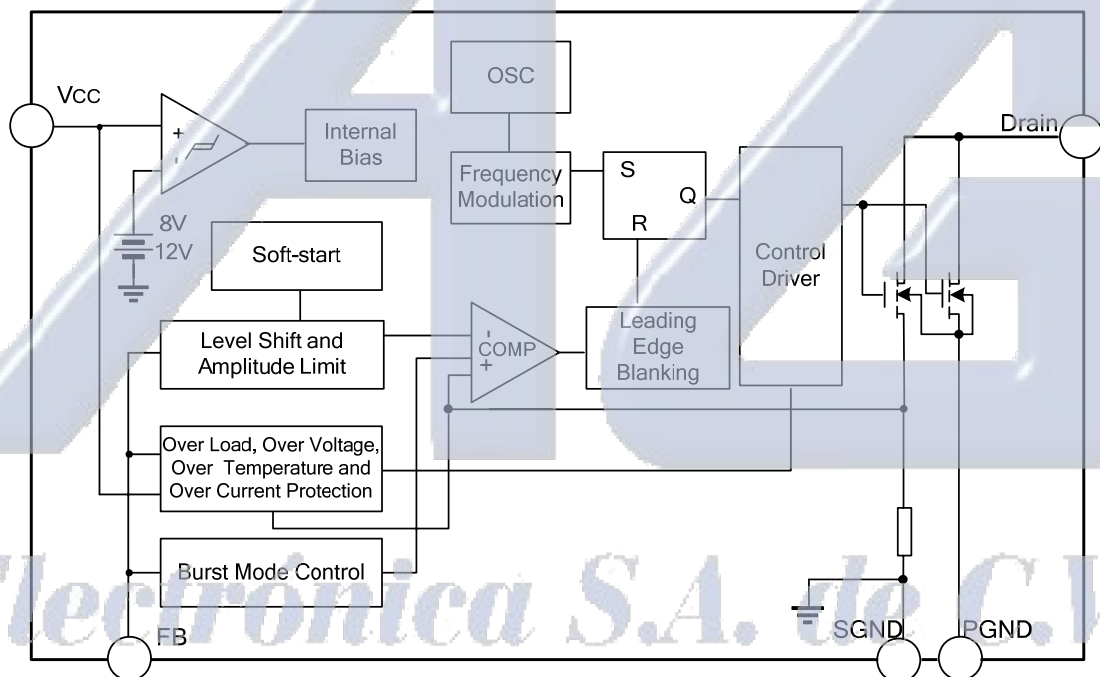 Vcc
OSC
Drain
+
-
Internal
Bias
Frequency
Modulation
S
Q
R
8V
12V
Soft-start
Control
Driver
Level Shift and
Amplitude Limit
-
COMP
+
Leading
Edge
Blanking
Over Load, Over Voltage,
Over Temperature and
Over Current Protection
Burst Mode Control
FB
SGND
PGND
lectrónica S.A. de C.V